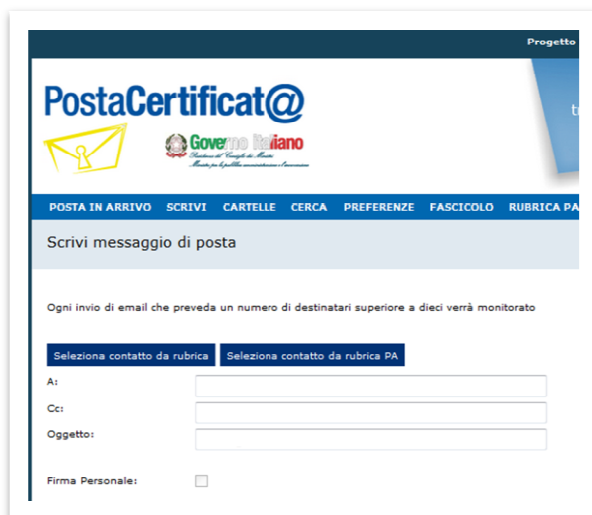 Progetto
PostaCertificat@
Governo Italiano
POSTA IN ARRIVO SCRIVI CARTELLE CERCA PREFERENZE FASCICOLO RUBRICA PA
Scrivi messaggio di posta
Ogni invio di email che preveda un numero di destinatari superiore a dieci verrà monitorato
Seleziona contatto da rubrica Seleziona contatto da rubrica PA
A:
Cc:
Oggetto:
Firma Personale: